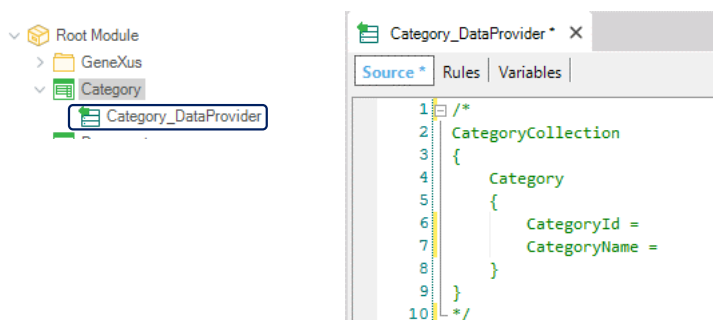 Root Module
GeneXus
Category
Category_DataProvider
Category_DataProvider * X
Source * Rules Variables
1 /*
2 CategoryCollection
3 {
4 Category
5 {
6 CategoryId =
7 CategoryName =
8 }
9 }
10 */